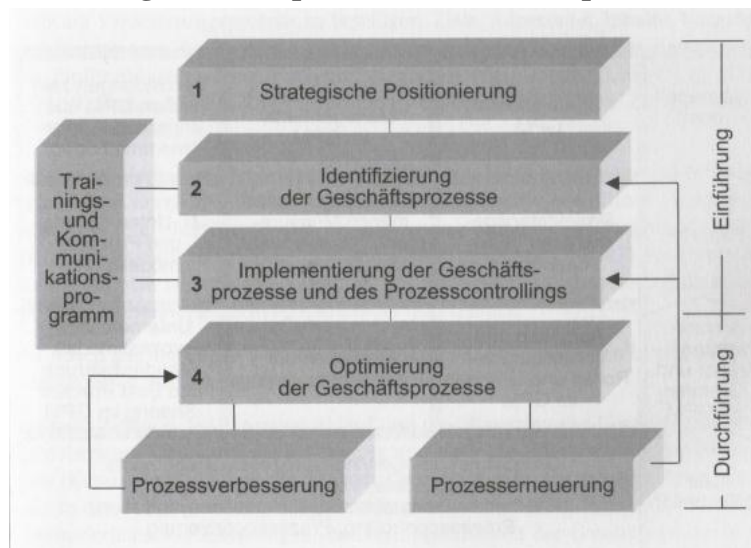 1 Strategische Positionierung
Trai-
nings-
und
Kom-
muni-
kations-
pro-
gramm
2 Identifizierung
der Geschäftsprozesse
3 Implementierung der Geschäfts-
prozesse und des Prozesscontrollings
4 Optimierung
der Geschäftsprozesse
Prozessverbesserung
Prozesserneuerung
Einführung
Durchführung